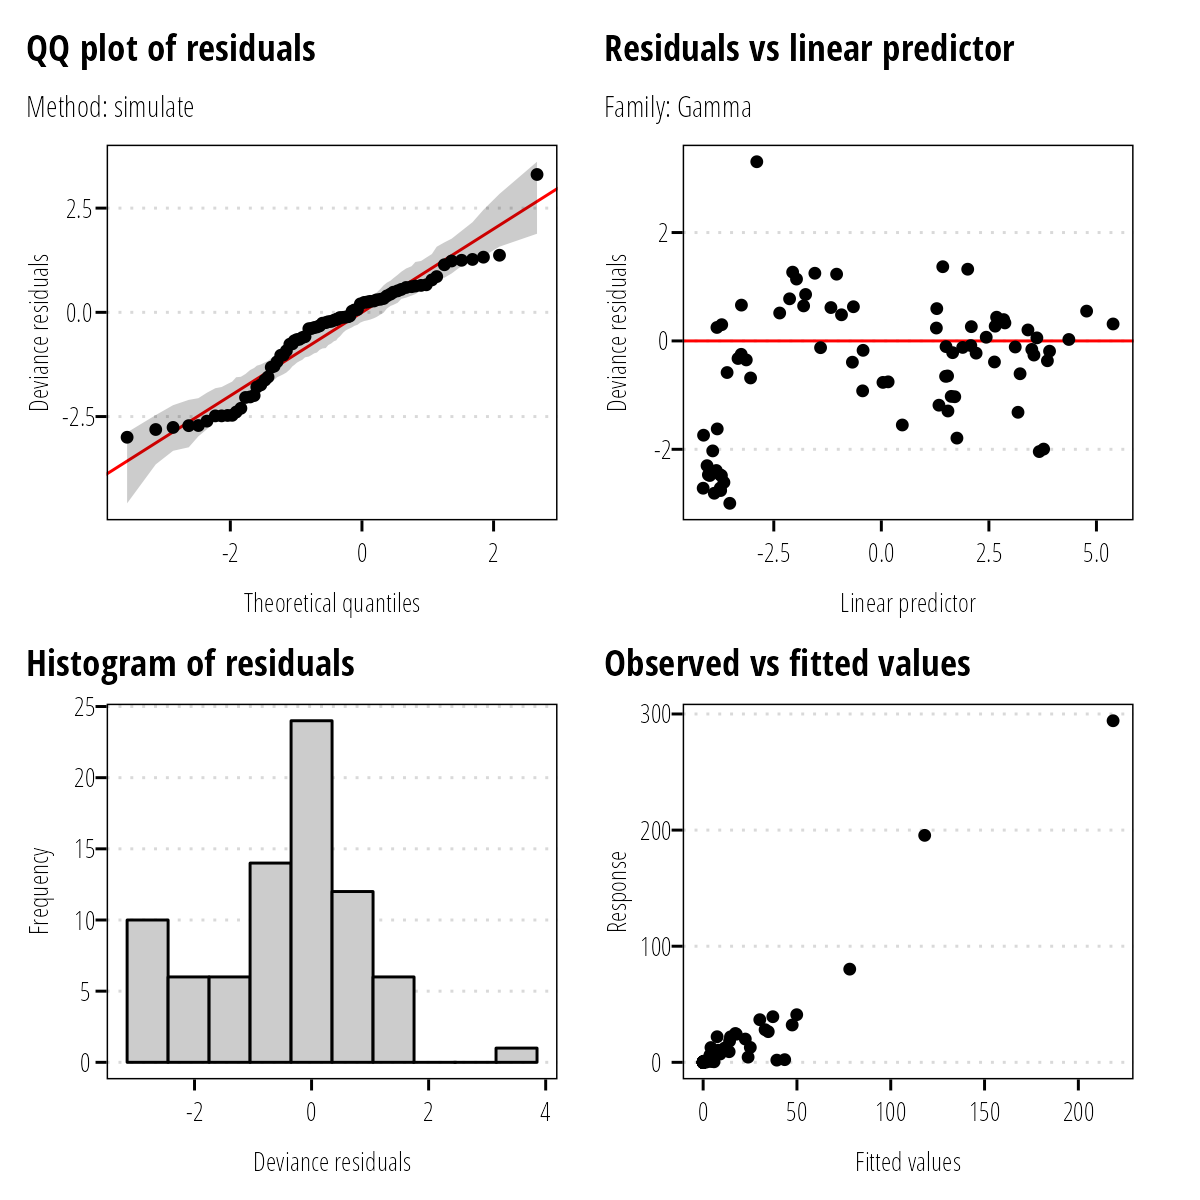 QQ plot of residuals
Method: simulate
Deviance residuals
2.5
0.0
-2.5
-2
0
2
Theoretical quantiles
Residuals vs linear predictor
Family: Gamma
Deviance residuals
2
0
-2
-2.5
0.0
2.5
5.0
Linear predictor
Histogram of residuals
Frequency
25
20
15
10
5
0
-2
0
2
4
Deviance residuals
Observed vs fitted values
Response
300
200
100
0
0
50
100
150
200
Fitted values